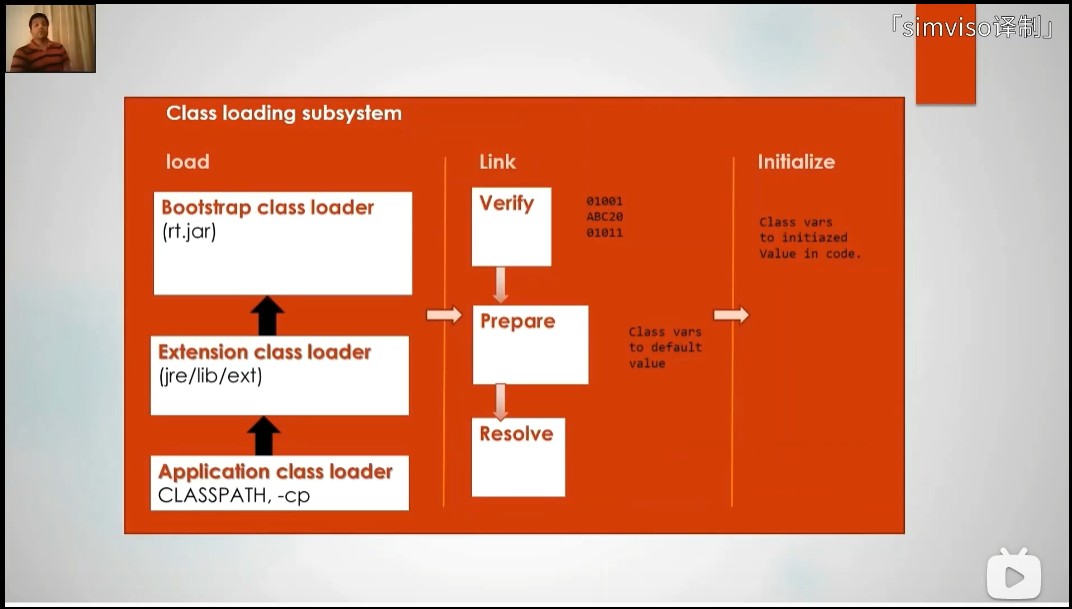 「simviso译制」
Class loading subsystem
load
Link
Initialize
Bootstrap class loader
(rt.jar)
Extension class loader
(jre/lib/ext)
Application class loader
CLASSPATH, -cp
Verify
01001
ABC20
01011
Prepare
Class vars
to default
value
Resolve
Class vars
to initiazed
Value in code.